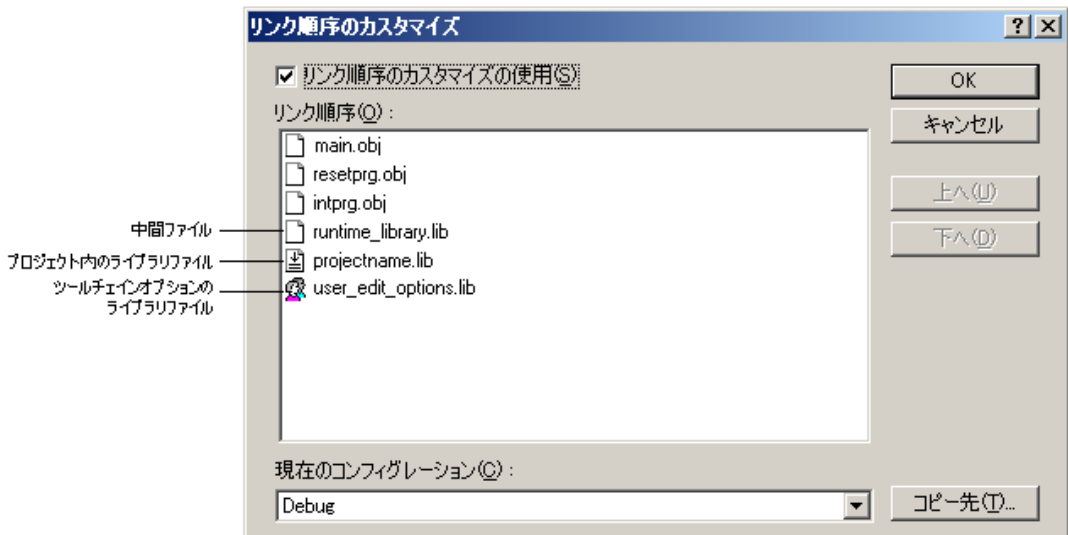 リンク順序のカスタマイズ
リンク順序のカスタマイズの使用(S)
リンク順序(O):
main.obj
resetprg.obj
intprg.obj
runtime_library.lib
projectname.lib
user_edit_options.lib
中間ファイル
プロジェクト内のライブラリファイル
ツールチェインオプションの
ライブラリファイル
OK
キャンセル
上へ(U)
下へ(D)
現在のコンフィグレーション(C):
Debug
コピー先(T)...